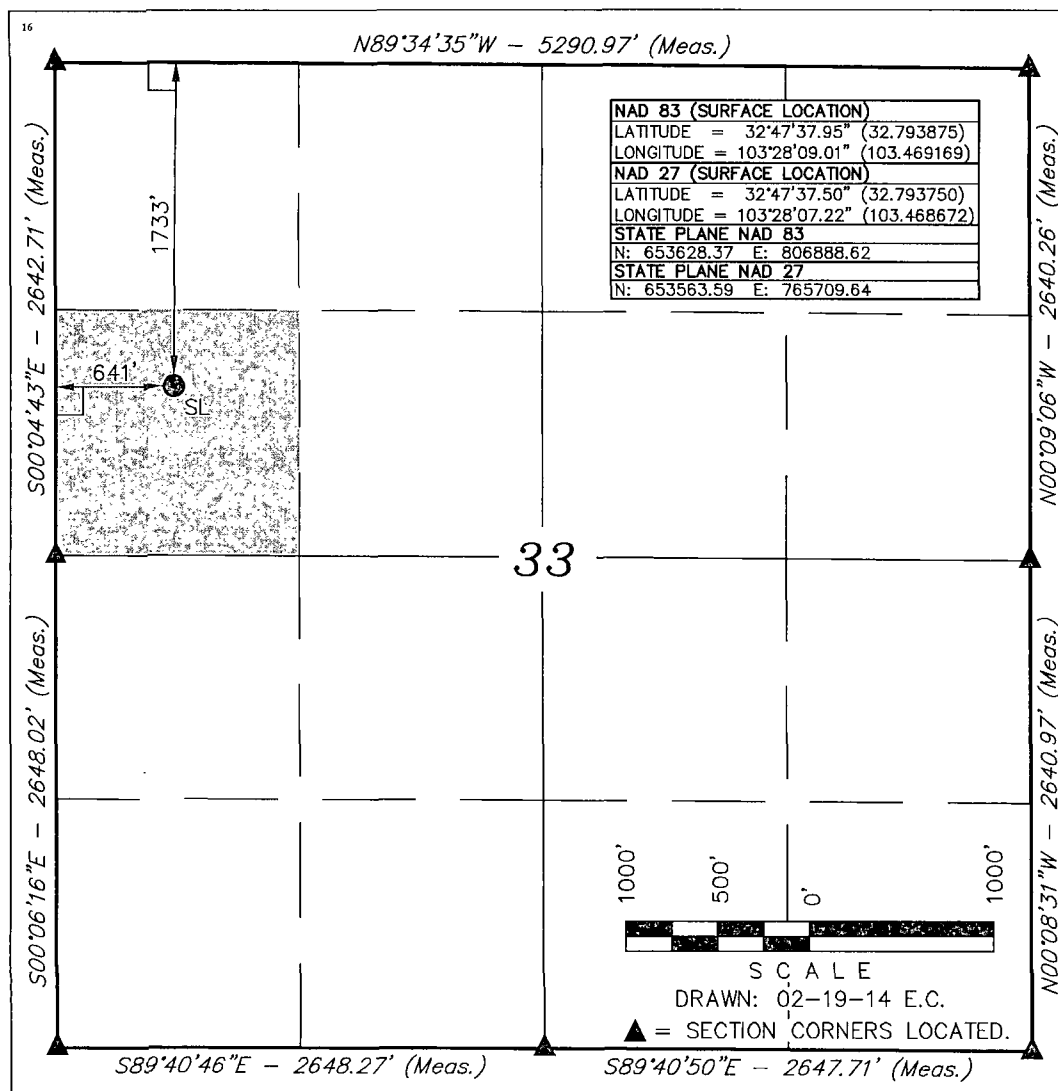 16
N89°34'35"W – 5290.97' (Meas.)
NAD 83 (SURFACE LOCATION)
LATITUDE = 32°47'37.95" (32.793875)
LONGITUDE = 103°28'09.01" (103.469169)
NAD 27 (SURFACE LOCATION)
LATITUDE = 32°47'37.50" (32.793750)
LONGITUDE = 103°28'07.22" (103.468672)
STATE PLANE NAD 83
N: 653628.37 E: 806888.62
STATE PLANE NAD 27
N: 653563.59 E: 765709.64
S00°04'43"E – 2642.71' (Meas.)
1733'
N00°09'06"W – 2640.26' (Meas.)
641'
SL
33
S00°06'16"E – 2648.02' (Meas.)
N00°08'31"W – 2640.97' (Meas.)
1000'
500'
0'
1000'
SCALE
DRAWN: 02–19–14 E.C.
▲ = SECTION CORNERS LOCATED.
S89°40'46"E – 2648.27' (Meas.)
S89°40'50"E – 2647.71' (Meas.)